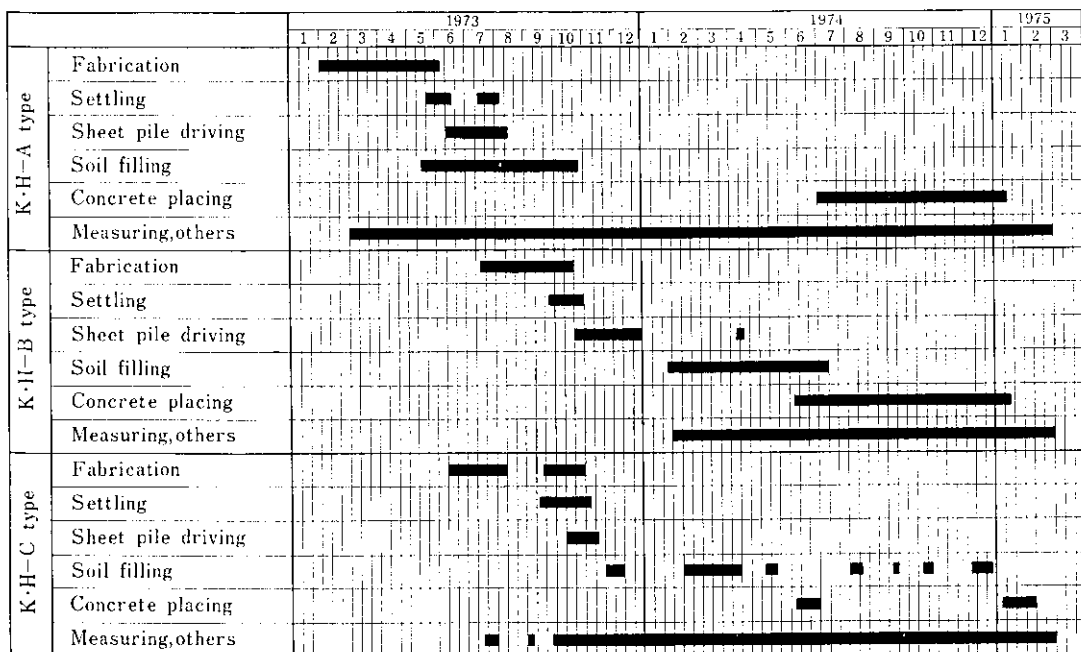 1973 1974 1975
1 2 3 4 5 6 7 8 9 10 11 12 1 2 3 4 5 6 7 8 9 10 11 12 1 2 3
K·H-A type
Fabrication
Settling
Sheet pile driving
Soil filling
Concrete placing
Measuring,others
K·H-B type
Fabrication
Settling
Sheet pile driving
Soil filling
Concrete placing
Measuring,others
K·H-C type
Fabrication
Settling
Sheet pile driving
Soil filling
Concrete placing
Measuring,others